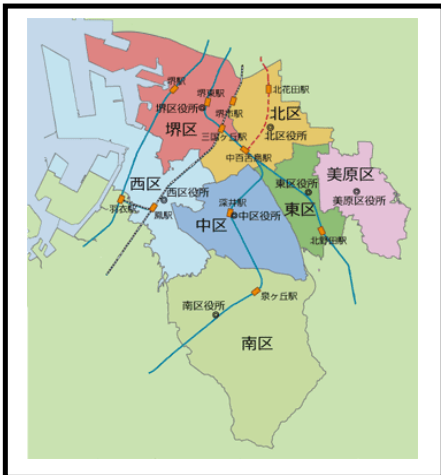 堺駅
堺東駅
北花田駅
堺区役所
堺市駅
北区
堺区
三国ヶ丘駅
北区役所
中百舌鳥駅
西区
美原区
西区役所
深井駅
東区役所
美原区役所
羽衣駅
鳳駅
中区役所
東区
中区
北野田駅
泉ヶ丘駅
南区役所
南区